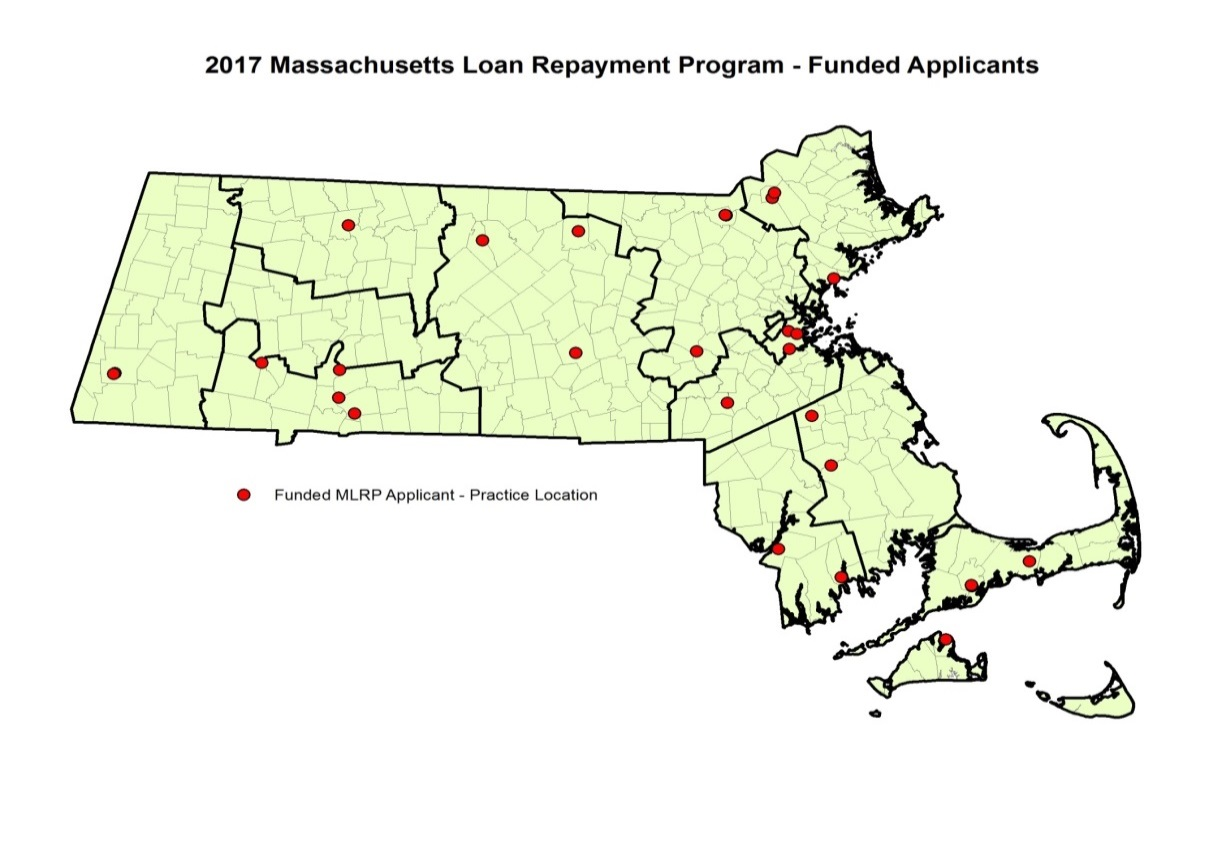 2017 Massachusetts Loan Repayment Program - Funded Applicants
Funded MLRP Applicant - Practice Location